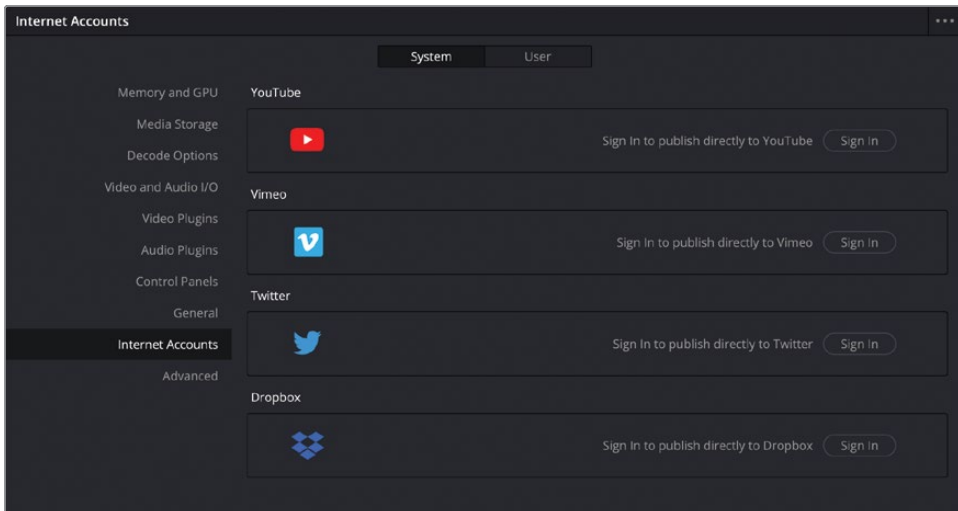 Internet Accounts
System User
Memory and GPU
Media Storage
Decode Options
Video and Audio I/O
Video Plugins
Audio Plugins
Control Panels
General
Internet Accounts
Advanced
YouTube
Sign In to publish directly to YouTube Sign In
Vimeo
Sign In to publish directly to Vimeo Sign In
Twitter
Sign In to publish directly to Twitter Sign In
Dropbox
Sign In to publish directly to Dropbox Sign In